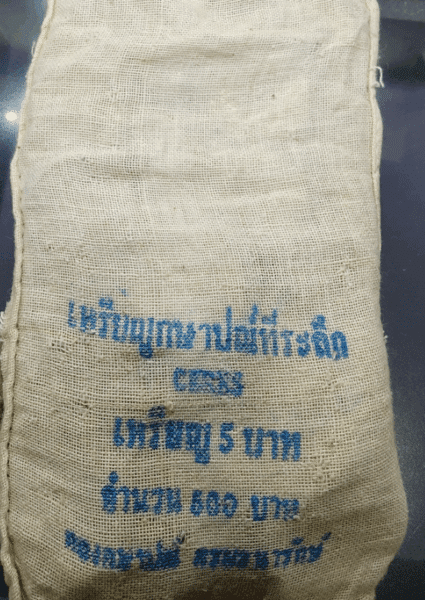 เหรียญกษาปณ์ที่ระลึก
เหรียญ 5 บาท
จำนวน 500 บาท
กองกษาปณ์ กรมธนารักษ์